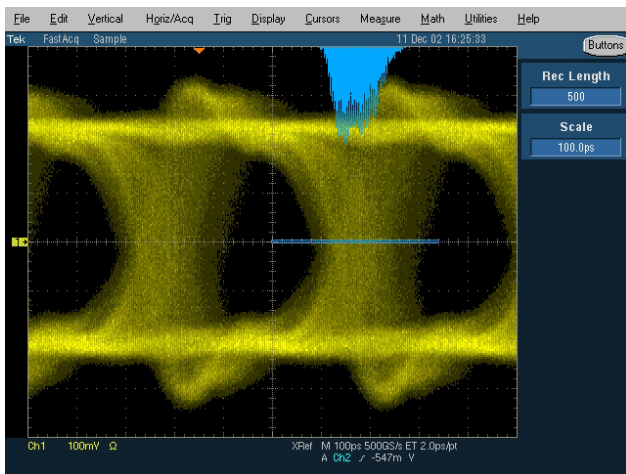 File Edit Vertical Horiz/Acq Trig Display Cursors Measure Math Utilities Help
Tek FastAcq Sample 11 Dec 02 16:25:33
Buttons
Rec Length
500
Scale
100.0ps
1
Ch1 100mV Ω XRef M 100ps 500GS/s ET 2.0ps/pt
A Ch2 ∕ -547m V